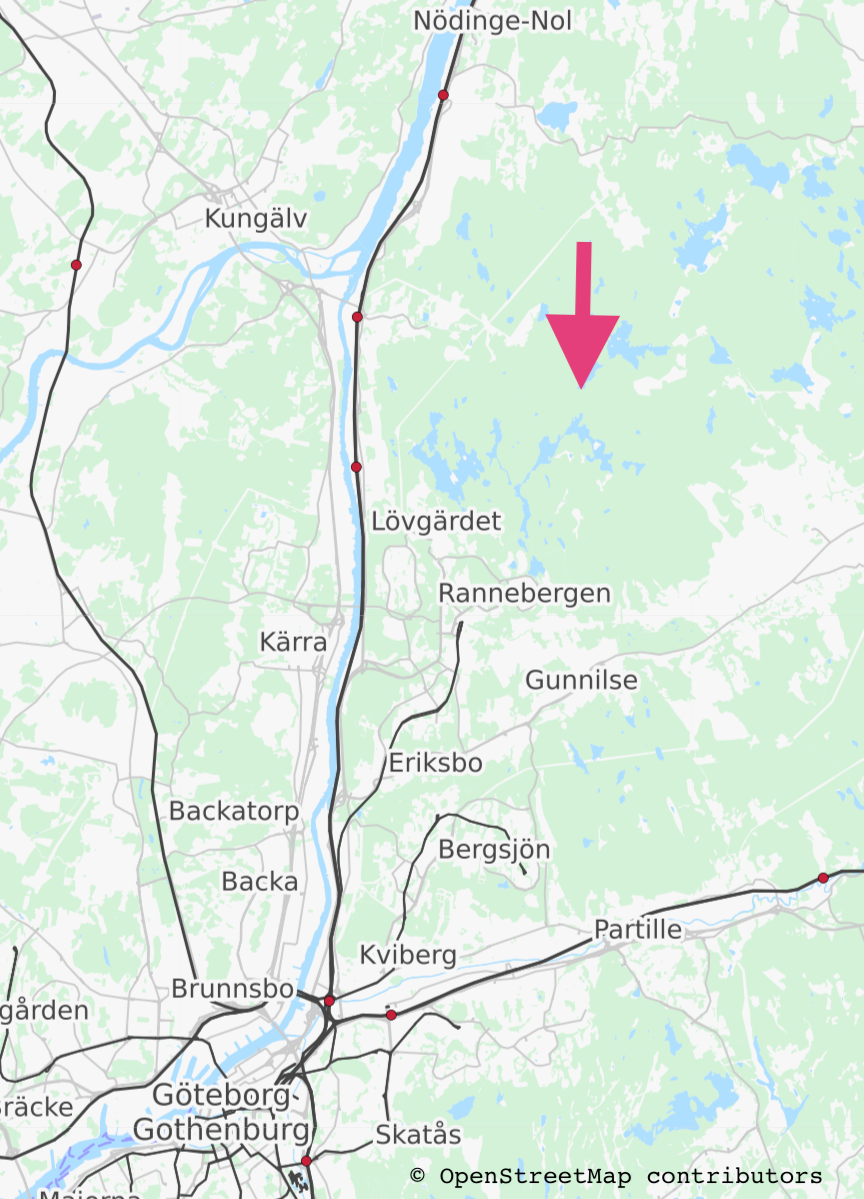 Nödinge-Nol
Kungälv
Lövgärdet
Rannebergen
Kärra
Gunnilse
Eriksbo
Backatorp
Bergsjön
Backa
Partille
Kviberg
Brunnsbo
gården
Göteborg
Gothenburg
räcke
Skatås
© OpenStreetMap contributors